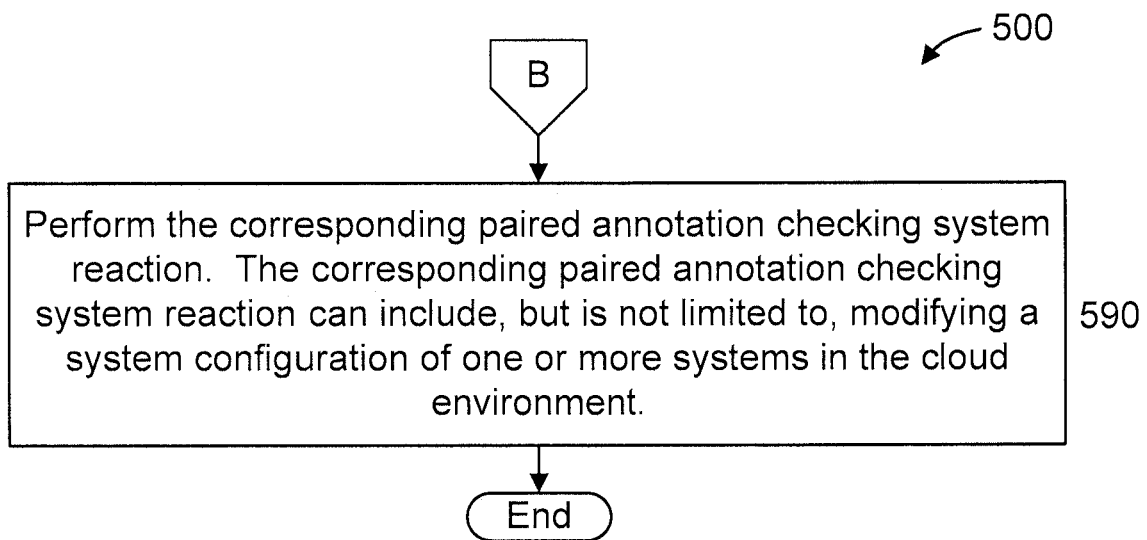 500
B
Perform the corresponding paired annotation checking system
reaction. The corresponding paired annotation checking
system reaction can include, but is not limited to, modifying a
system configuration of one or more systems in the cloud
environment.
590
End